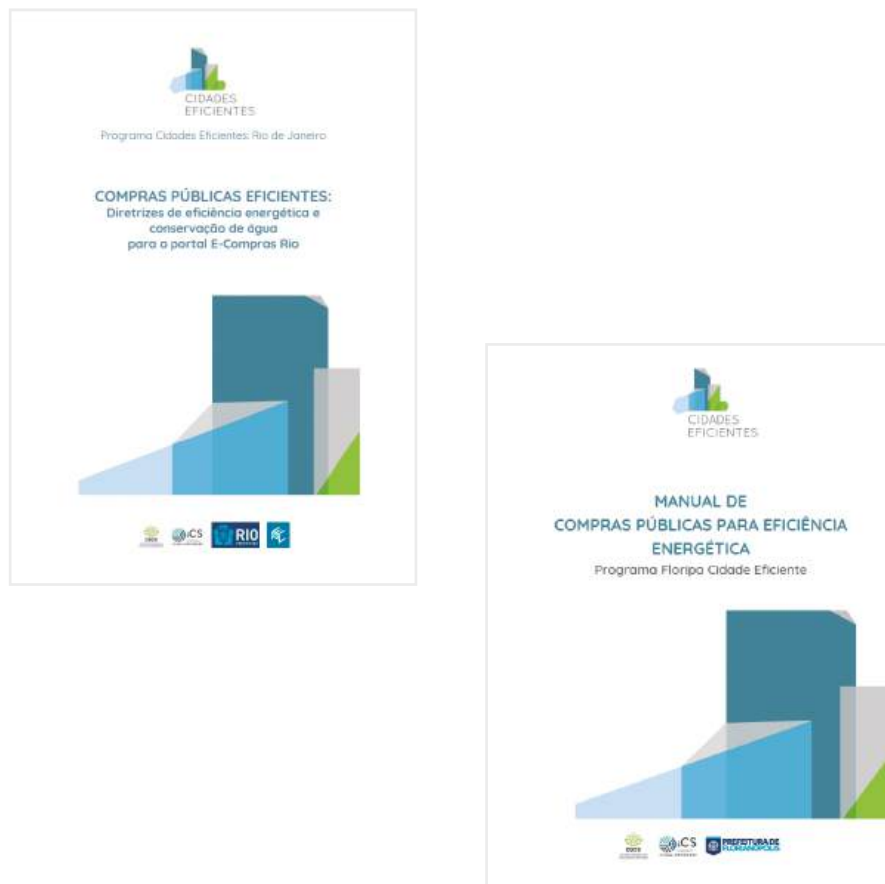 CIDADES
EFICIENTES
Programa Cidades Eficientes: Rio de Janeiro
COMPRAS PÚBLICAS EFICIENTES:
Diretrizes de eficiência energética e
conservação de água
para o portal E-Compras Rio
iCS
RIO
CIDADES
EFICIENTES
MANUAL DE
COMPRAS PÚBLICAS PARA EFICIÊNCIA
ENERGÉTICA
Programa Floripa Cidade Eficiente
iCS
PREFEITURA DE
FLORIANÓPOLIS